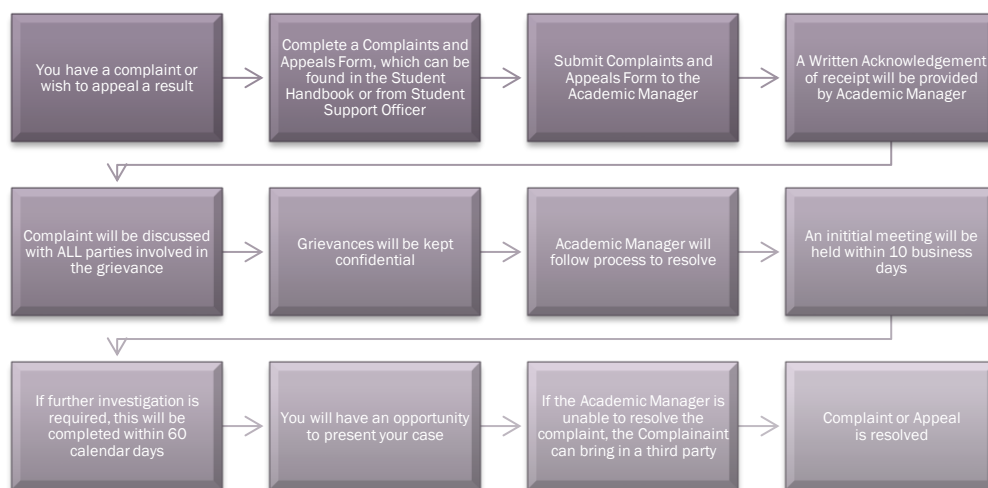 You have a complaint or
wish to appeal a result
Complete a Complaints and
Appeals Form, which can be
found in the Student
Handbook or from Student
Support Officer
Submit Complaints and
Appeals Form to the
Academic Manager
A Written Acknowledgement
of receipt will be provided
by Academic Manager
Complaint will be discussed
with ALL parties involved in
the grievance
Grievances will be kept
confidential
Academic Manager will
follow process to resolve
An inititial meeting will be
held within 10 business
days
If further investigation is
required, this will be
completed within 60
calendar days
You will have an opportunity
to present your case
If the Academic Manager is
unable to resolve the
complaint, the Complainaint
can bring in a third party
Complaint or Appeal
is resolved